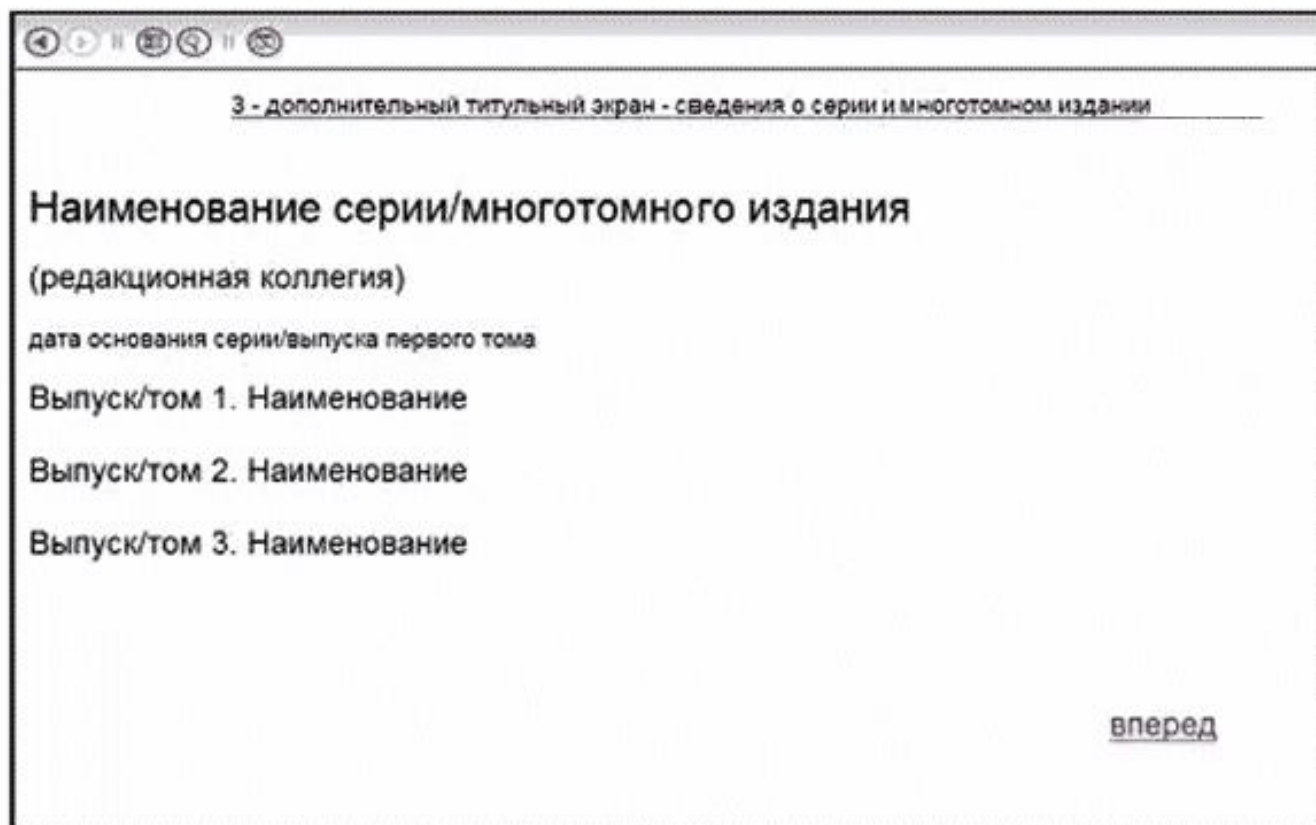 3 - дополнительный титульный экран - сведения о серии и многотомном издании
Наименование серии/многотомного издания
(редакционная коллегия)
дата основания серии/выпуска первого тома
Выпуск/том 1. Наименование
Выпуск/том 2. Наименование
Выпуск/том 3. Наименование
вперед